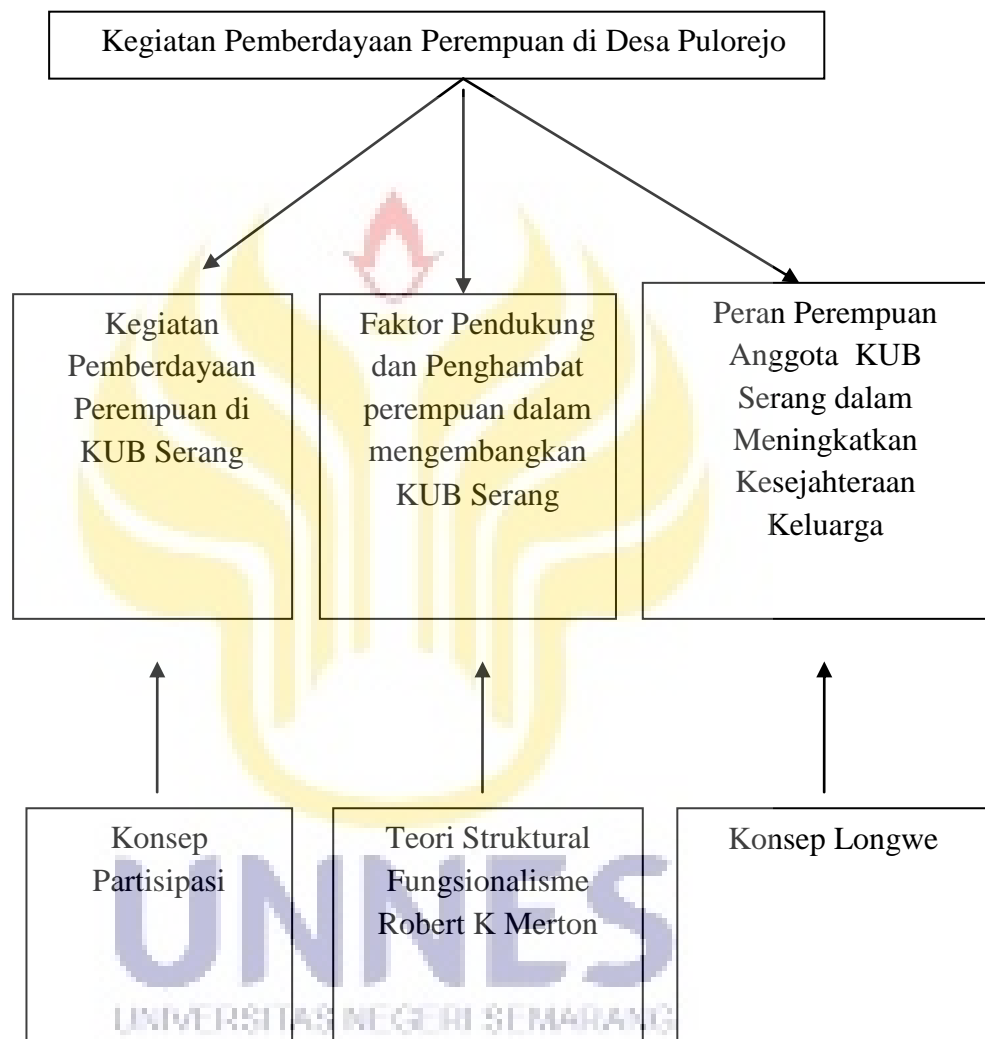 Kegiatan Pemberdayaan Perempuan di Desa Pulorejo
Kegiatan
Pemberdayaan
Perempuan di
KUB Serang
Faktor Pendukung
dan Penghambat
perempuan dalam
mengembangkan
KUB Serang
Peran Perempuan
Anggota KUB
Serang dalam
Meningkatkan
Kesejahteraan
Keluarga
Konsep
Partisipasi
Teori Struktural
Fungsionalisme
Robert K Merton
Konsep Longwe
UNNES
UNIVERSITAS NEGERI SEMARANG